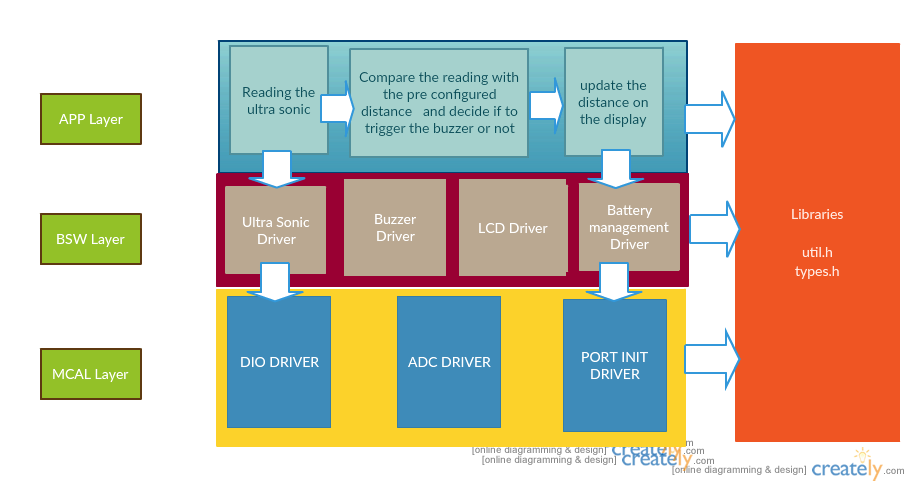 Reading the
ultra sonic
Compare the reading with
the pre configured
distance and decide if to
trigger the buzzer or not
update the
distance on
the display
APP Layer
Ultra Sonic
Driver
Buzzer
Driver
LCD Driver
Battery
management
Driver
BSW Layer
Libraries
util.h
types.h
DIO DRIVER
ADC DRIVER
PORT INIT
DRIVER
MCAL Layer
[online diagramming & design] creately.com
[online diagramming & design] creately.com
[online diagramming & design] creately.com